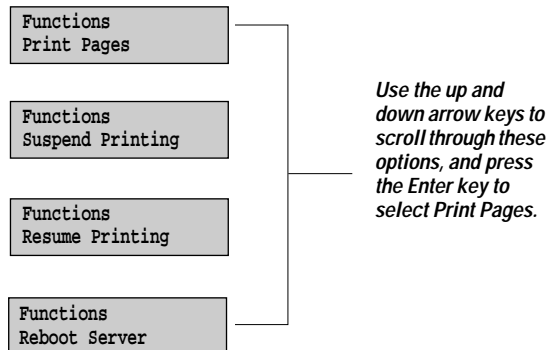 Functions
Print Pages
Functions
Suspend Printing
Functions
Resume Printing
Functions
Reboot Server
Use the up and
down arrow keys to
scroll through these
options, and press
the Enter key to
select Print Pages.